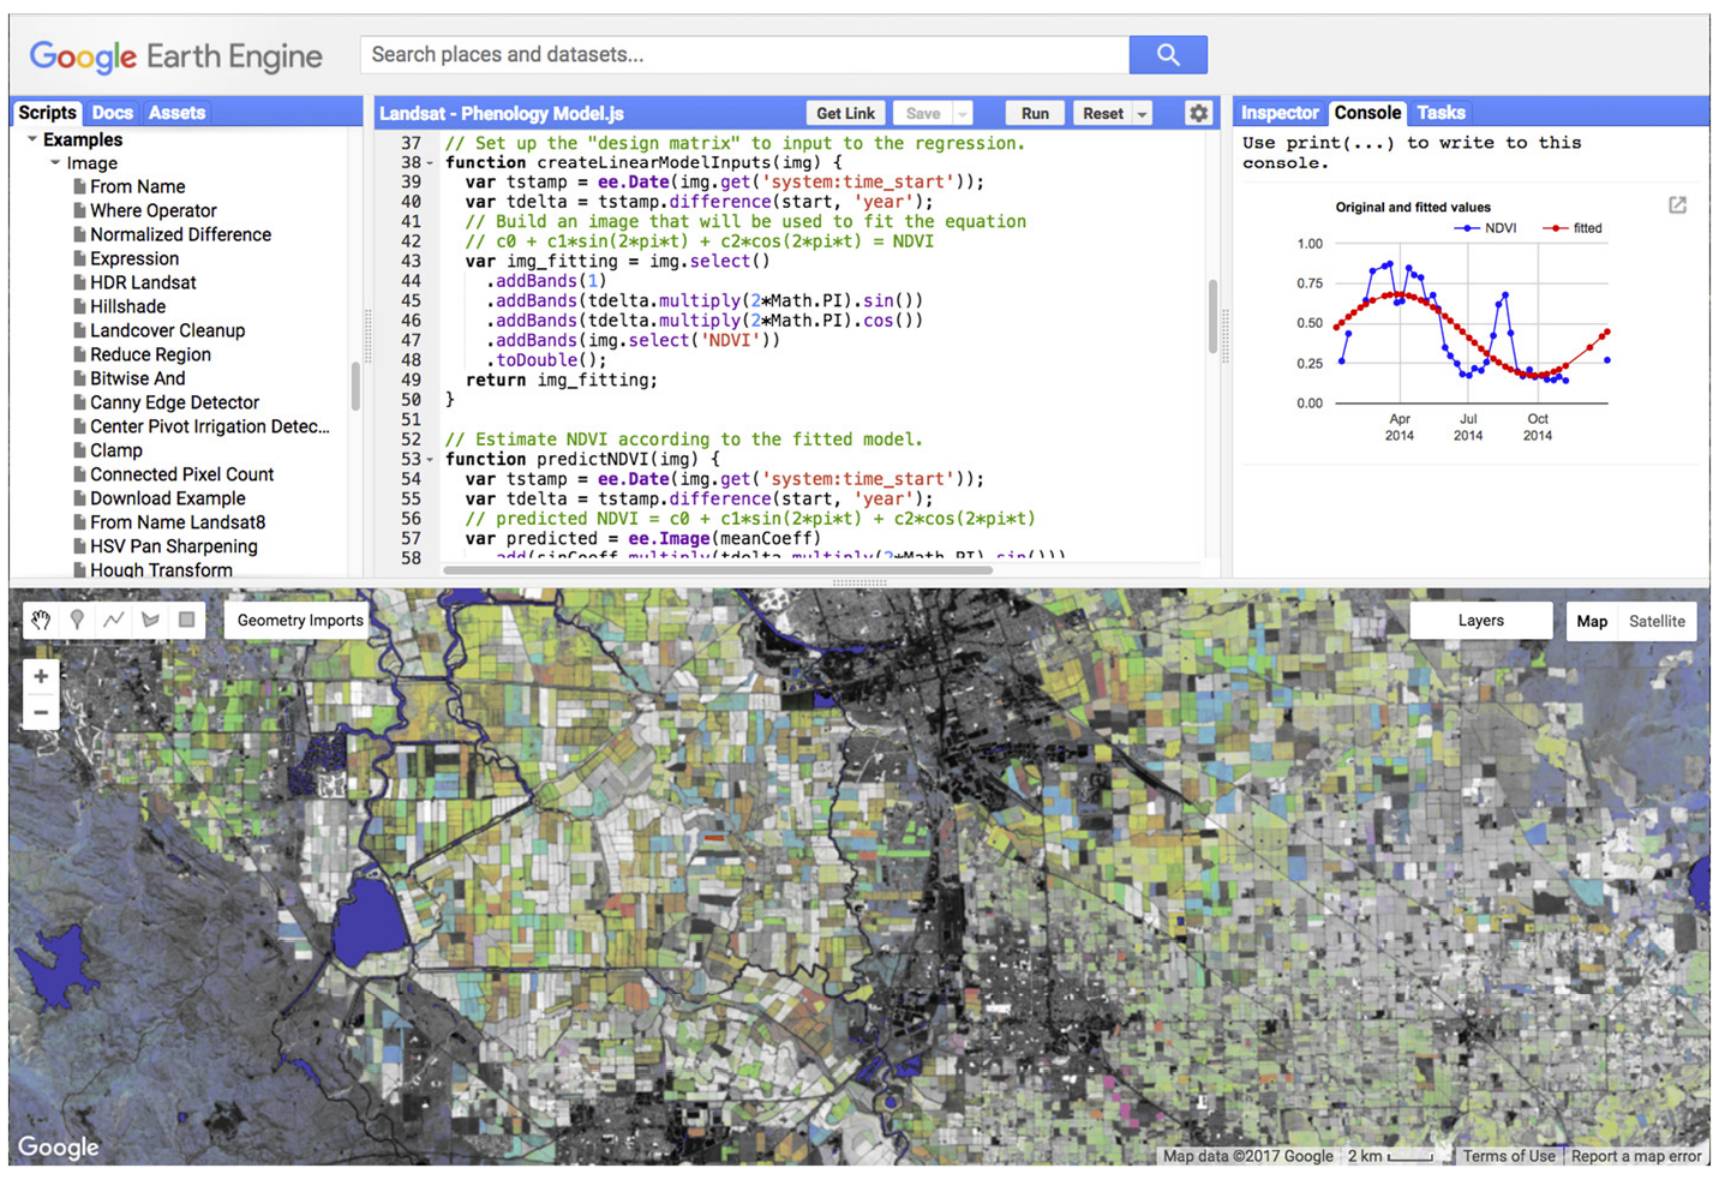 Google Earth Engine
Search places and datasets...
Scripts Docs Assets
Examples
Image
From Name
Where Operator
Normalized Difference
Expression
HDR Landsat
Hillshade
Landcover Cleanup
Reduce Region
Bitwise And
Canny Edge Detector
Center Pivot Irrigation Detec...
Clamp
Connected Pixel Count
Download Example
From Name Landsat8
HSV Pan Sharpening
Hough Transform
Landsat - Phenology Model.js
Get Link Save Run Reset
37 // Set up the "design matrix" to input to the regression.
38 function createLinearModelInputs(img) {
39 var tstamp = ee.Date(img.get('system:time_start'));
40 var tdelta = tstamp.difference(start, 'year');
41 // Build an image that will be used to fit the equation
42 // c0 + c1*sin(2*pi*t) + c2*cos(2*pi*t) = NDVI
43 var img_fitting = img.select()
44 .addBands(1)
45 .addBands(tdelta.multiply(2*Math.PI).sin())
46 .addBands(tdelta.multiply(2*Math.PI).cos())
47 .addBands(img.select('NDVI'))
48 .toDouble();
49 return img_fitting;
50 }
51
52 // Estimate NDVI according to the fitted model.
53 function predictNDVI(img) {
54 var tstamp = ee.Date(img.get('system:time_start'));
55 var tdelta = tstamp.difference(start, 'year');
56 // predicted NDVI = c0 + c1*sin(2*pi*t) + c2*cos(2*pi*t)
57 var predicted = ee.Image(meanCoeff)
58 .add(sinCoeff.multiply(tdelta.multiply(2*Math.PI).sin()))
Inspector Console Tasks
Use print(...) to write to this
console.
Original and fitted values
NDVI fitted
1.00
0.75
0.50
0.25
0.00
Apr Jul Oct
2014 2014 2014
Geometry Imports
Layers
Map Satellite
+
−
Google
Map data ©2017 Google 2 km Terms of Use Report a map error